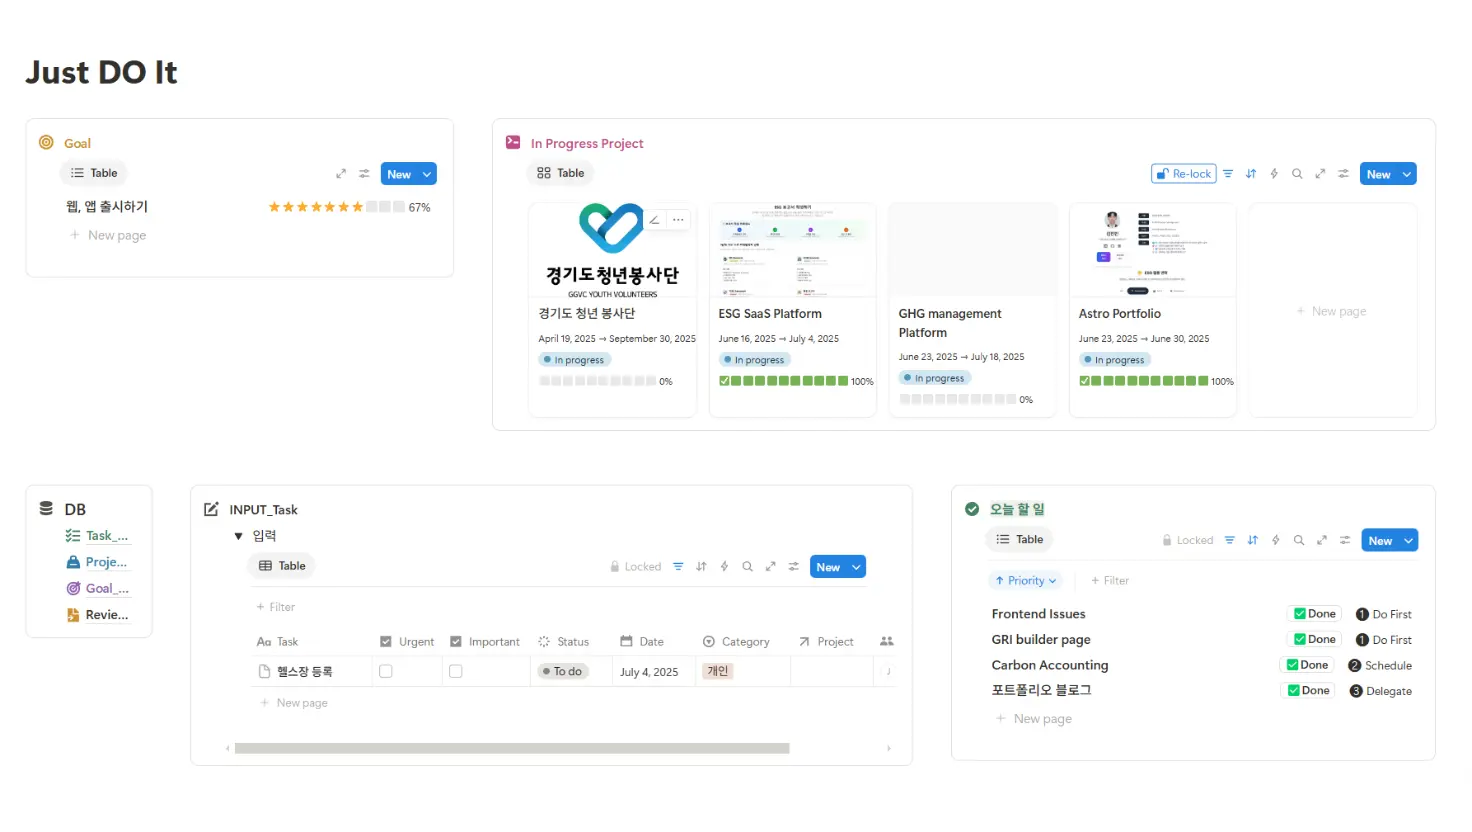 Just DO It
Goal
Table
New
웹, 앱 출시하기
67%
+ New page
In Progress Project
Table
Re-lock
New
경기도청년봉사단
GGVC YOUTH VOLUNTEERS
경기도 청년 봉사단
April 19, 2025 → September 30, 2025
In progress
0%
ESG SaaS Platform
June 16, 2025 → July 4, 2025
In progress
100%
GHG management
Platform
June 23, 2025 → July 18, 2025
In progress
0%
Astro Portfolio
June 23, 2025 → June 30, 2025
In progress
100%
+ New page
DB
Task_...
Proje...
Goal_...
Revie...
INPUT_Task
입력
Table
Locked
New
+ Filter
Aa Task Urgent Important Status Date Category Project
헬스장 등록 To do July 4, 2025 개인
+ New page
오늘 할 일
Table
Locked
New
Priority
+ Filter
Frontend Issues Done 1 Do First
GRI builder page Done 1 Do First
Carbon Accounting Done 2 Schedule
포트폴리오 블로그 Done 3 Delegate
+ New page